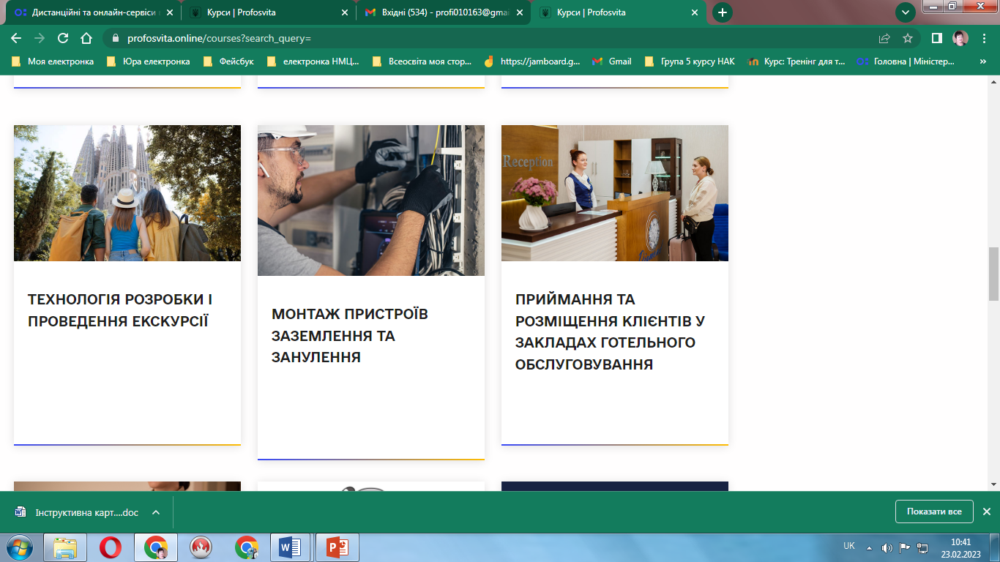 Дистанційні та онлайн-сервіси
Курси | Profosvita
Вхідні (534) - profi010163@gmai
Курси | Profosvita
profosvita.online/courses?search_query=
Моя електронка
Юра електронка
Фейсбук
електронка НМЦ...
Всеосвіта моя стор...
https://jamboard.g...
Gmail
Група 5 курсу НАК
Курс: Тренінг для т...
Головна | Міністер...
»
Reception
ТЕХНОЛОГІЯ РОЗРОБКИ І
ПРОВЕДЕННЯ ЕКСКУРСІЇ
МОНТАЖ ПРИСТРОЇВ
ЗАЗЕМЛЕННЯ ТА
ЗАНУЛЕННЯ
ПРИЙМАННЯ ТА
РОЗМІЩЕННЯ КЛІЄНТІВ У
ЗАКЛАДАХ ГОТЕЛЬНОГО
ОБСЛУГОВУВАННЯ
Інструктивна карт....doc
Показати все
UK
10:41
23.02.2023